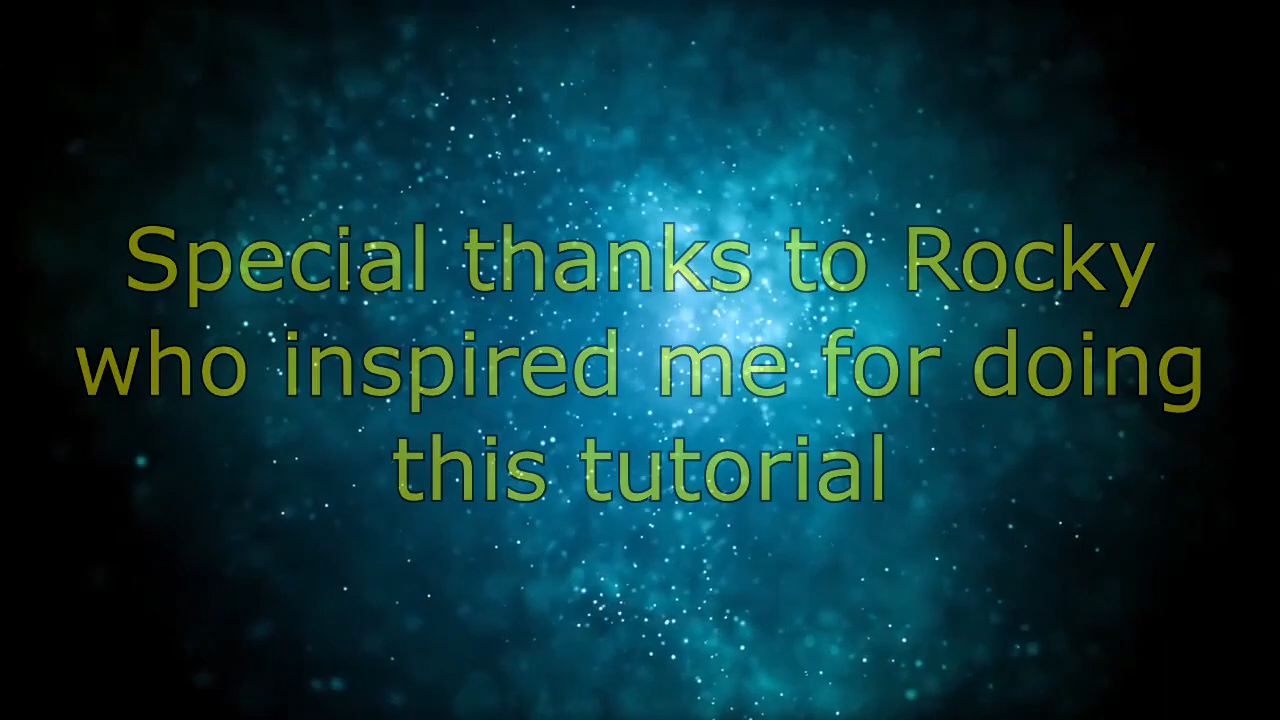 Special thanks to Rocky
who inspired me for doing
this tutorial